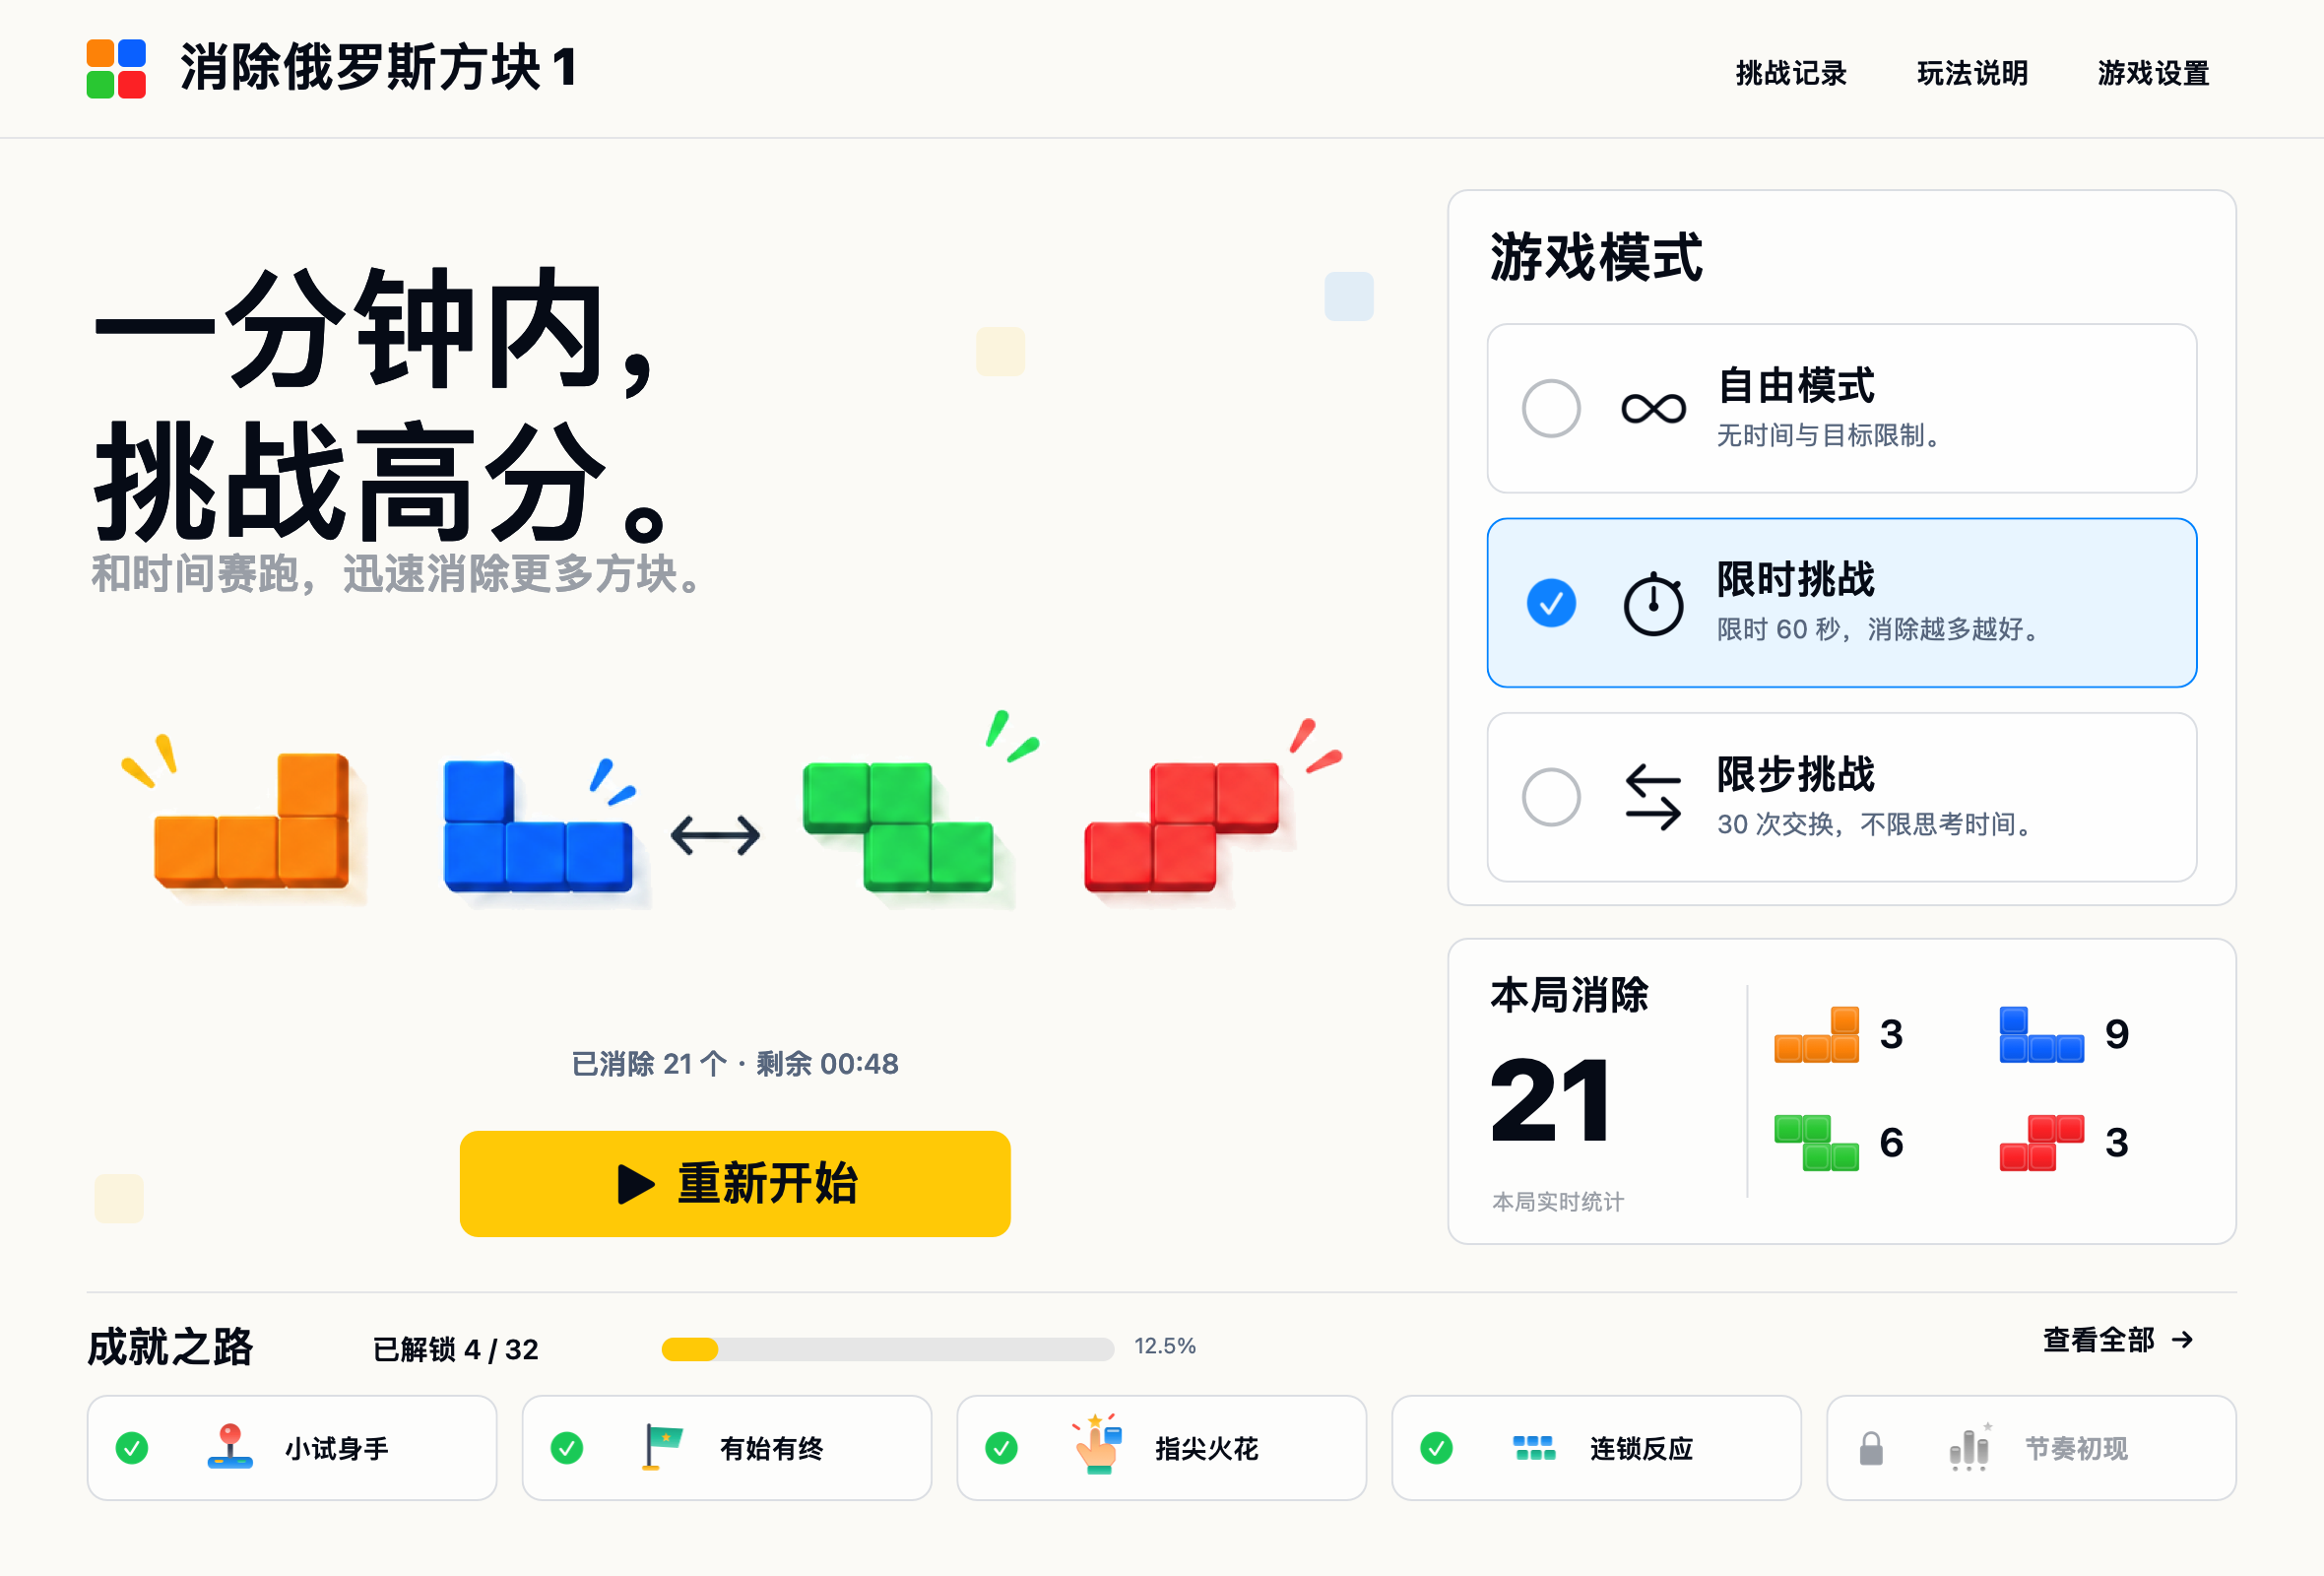 消除俄罗斯方块 1
挑战记录
玩法说明
游戏设置
一分钟内，
挑战高分。
和时间赛跑，迅速消除更多方块。
已消除 21 个 · 剩余 00:48
重新开始
游戏模式
自由模式
无时间与目标限制。
限时挑战
限时 60 秒，消除越多越好。
限步挑战
30 次交换，不限思考时间。
本局消除
21
本局实时统计
3
9
6
3
成就之路
已解锁 4 / 32
12.5%
查看全部
小试身手
有始有终
指尖火花
连锁反应
节奏初现